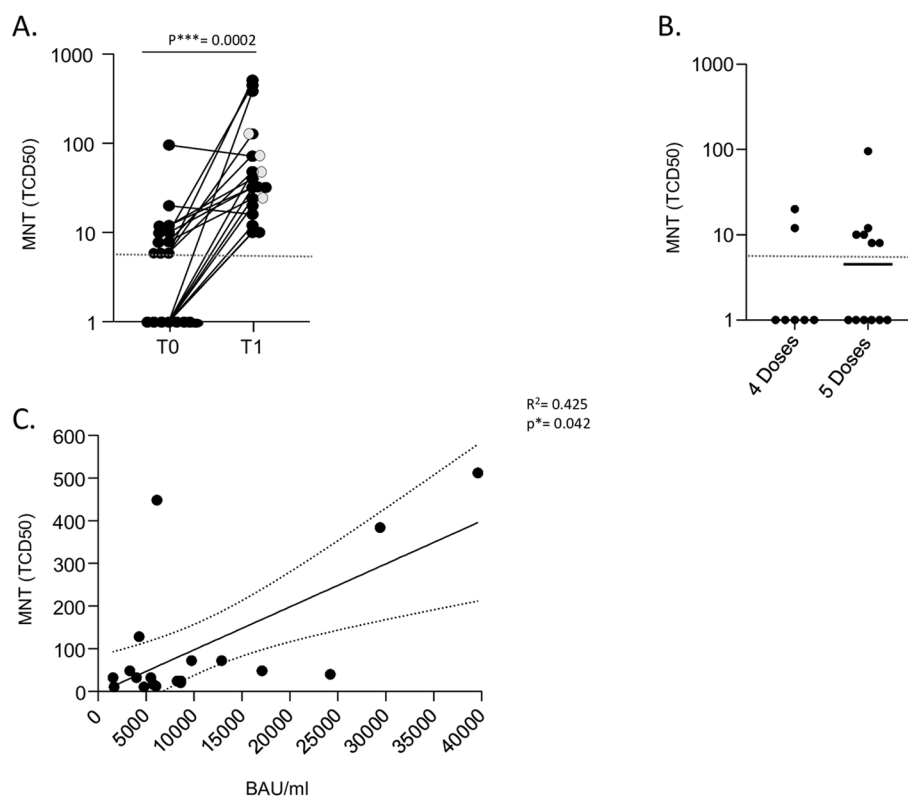 A.
P***= 0.0002
MNT (TCD50)
1000
100
10
1
T0
T1
B.
MNT (TCD50)
1000
100
10
1
4 Doses
5 Doses
C.
R²= 0.425
p*= 0.042
MNT (TCD50)
600
500
400
300
200
100
0
0
5000
10000
15000
20000
25000
30000
35000
40000
BAU/ml